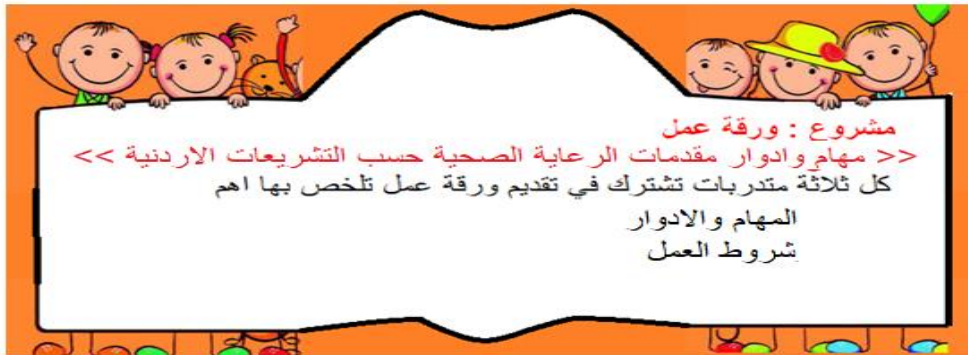 مشروع : ورقة عمل
<< مهام وادوار مقدمات الرعاية الصحية حسب التشريعات الاردنية >>
كل ثلاثة متدربات تشترك في تقديم ورقة عمل تلخص بها اهم
المهام والادوار
شروط العمل